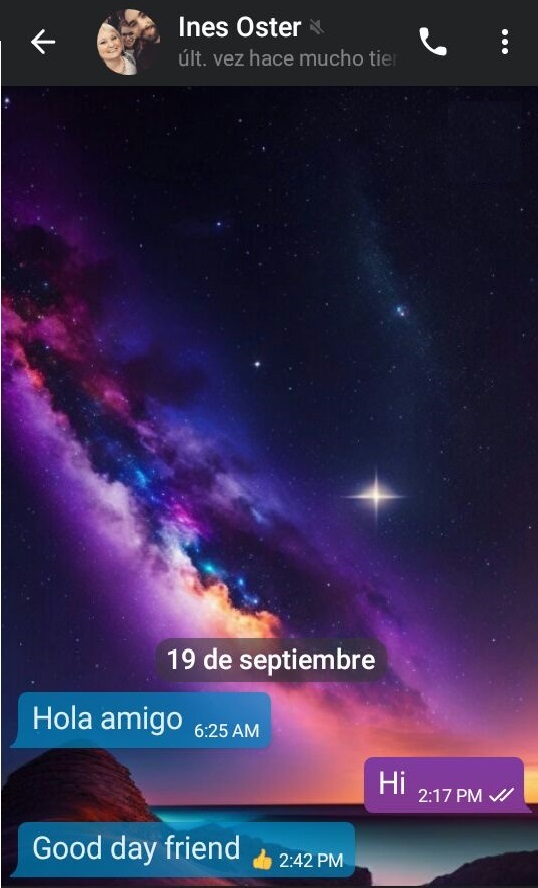 Ines Oster
últ. vez hace mucho tier
19 de septiembre
Hola amigo 6:25 AM
Hi 2:17 PM
Good day friend 👍 2:42 PM